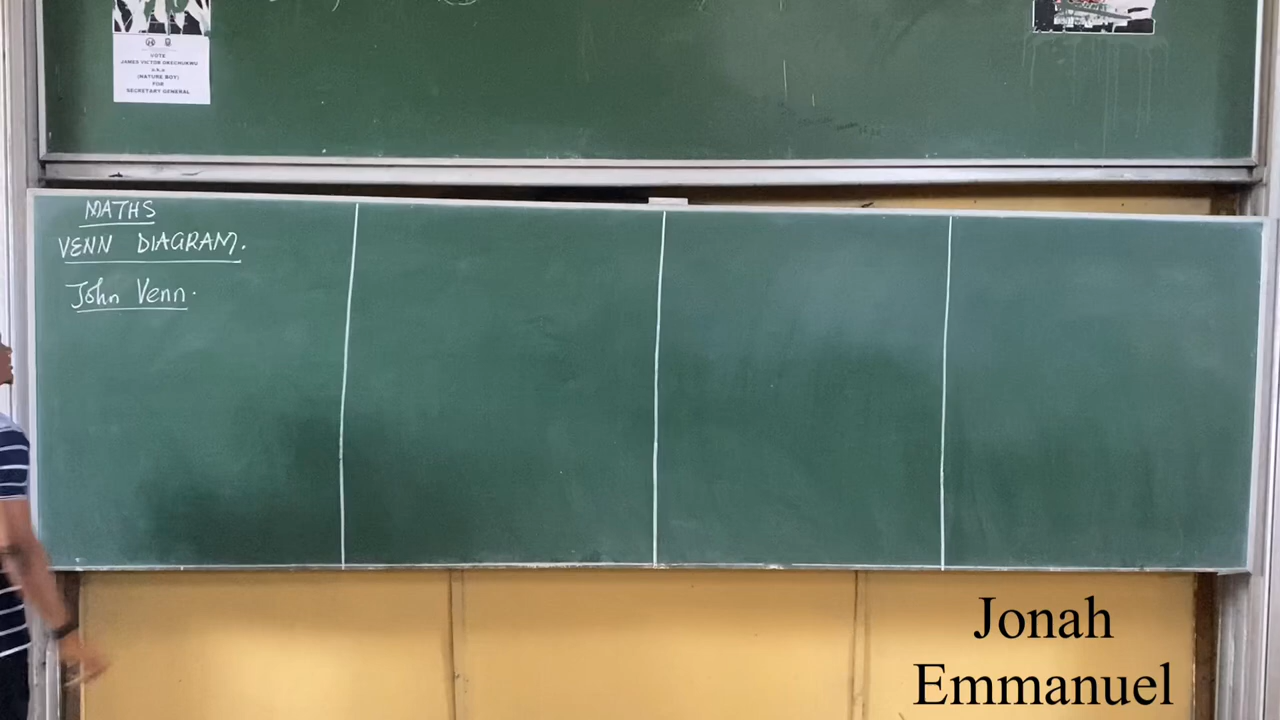 VOTE
JAMES VICTOR OKECHUKWU
a.k.a
(NATURE BOY)
FOR
SECRETARY GENERAL
MATHS
VENN DIAGRAM.
John Venn.
Jonah
Emmanuel